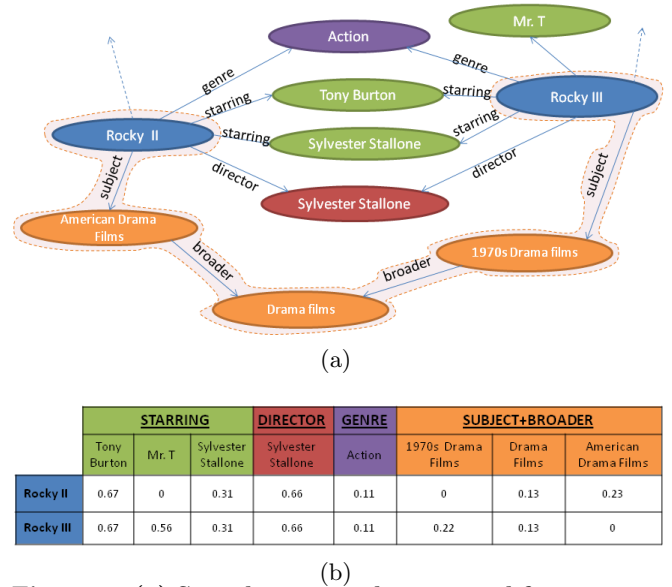 Mr. T
Action
genre
genre
starring
Tony Burton
starring
Rocky III
Rocky II
starring
Sylvester Stallone
starring
subject
director
Sylvester Stallone
director
subject
American Drama
Films
broader
1970s Drama films
broader
Drama films
(a)
STARRING DIRECTOR GENRE SUBJECT+BROADER
Tony Burton Mr. T Sylvester Stallone Sylvester Stallone Action 1970s Drama Films Drama Films American Drama Films
Rocky II 0.67 0 0.31 0.66 0.11 0 0.13 0.23
Rocky III 0.67 0.56 0.31 0.66 0.11 0.22 0.13 0
(b)